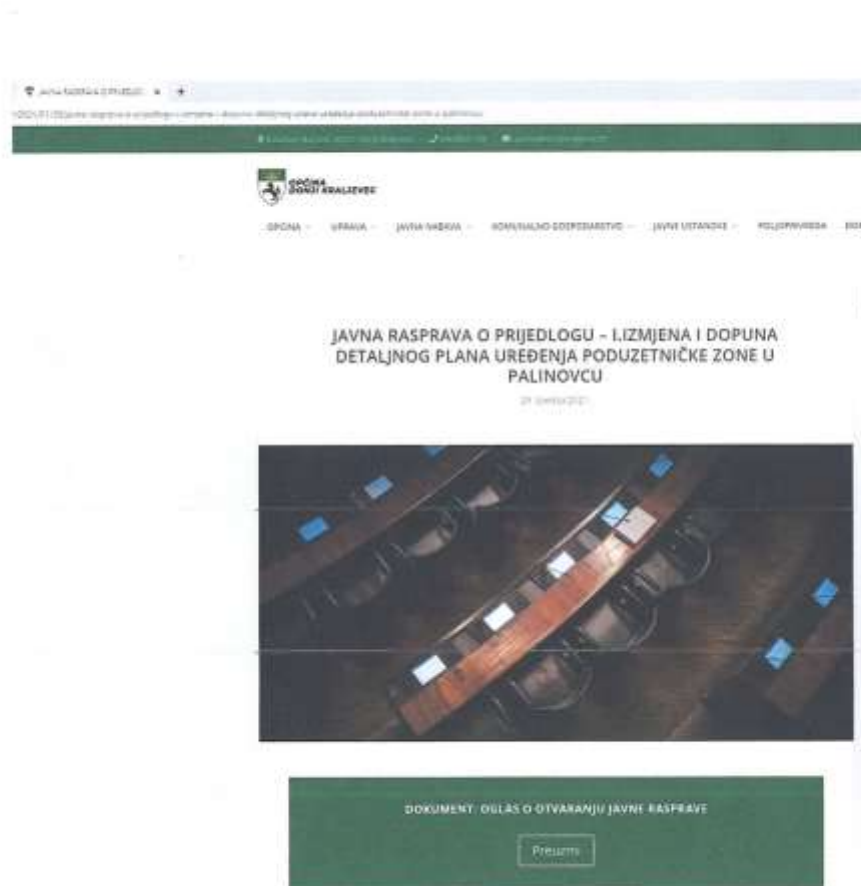 OPĆINA
DONJI KRALJEVEC
OPĆINA
UPRAVA
JAVNA NABAVA
KOMUNALNO GOSPODARSTVO
JAVNE USTANOVE
POLJOPRIVREDA
JAVNA RASPRAVA O PRIJEDLOGU – I.IZMJENA I DOPUNA
DETALJNOG PLANA UREĐENJA PODUZETNIČKE ZONE U
PALINOVCU
DOKUMENT: OGLAS O OTVARANJU JAVNE RASPRAVE
Preuzmi